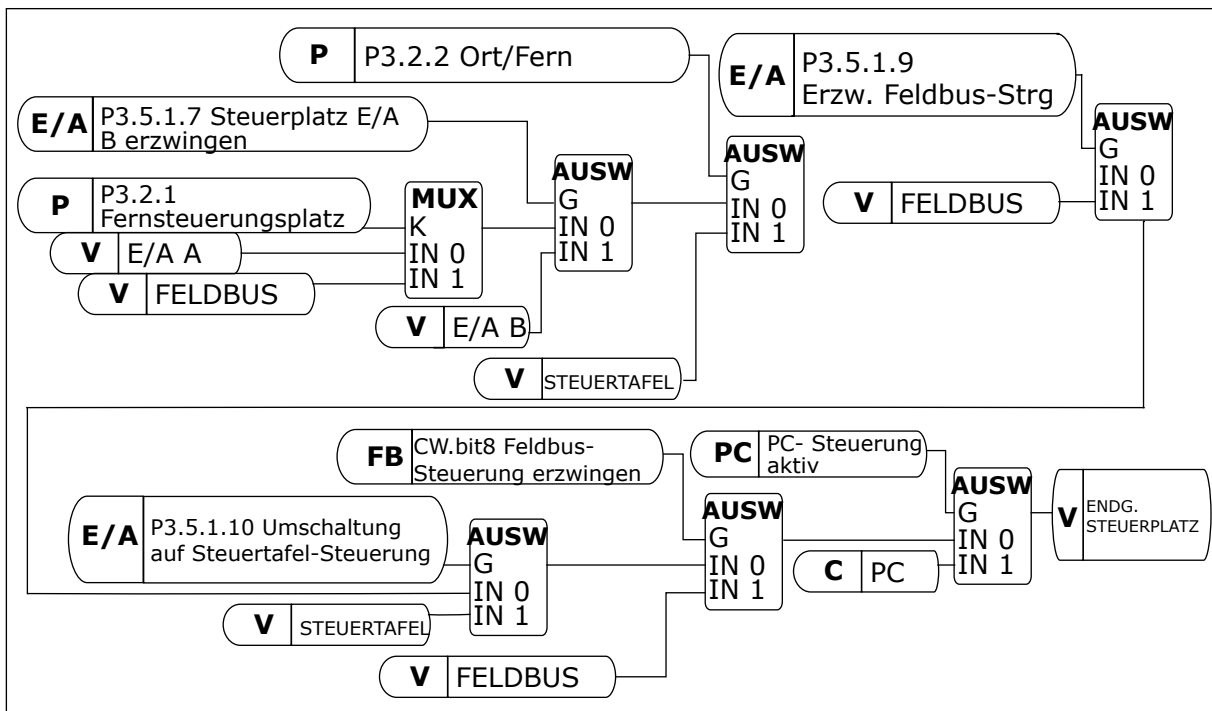 P P3.2.2 Ort/Fern
E/A P3.5.1.9
Erzw. Feldbus-Strg
E/A P3.5.1.7 Steuerplatz E/A
B erzwingen
AUSW
G
IN 0
IN 1
AUSW
G
IN 0
IN 1
AUSW
G
IN 0
IN 1
P P3.2.1
Fernsteuerungsplatz
MUX
K
IN 0
IN 1
V E/A A
V FELDBUS
V FELDBUS
V E/A B
V STEUERTAFEL
FB CW.bit8 Feldbus-
Steuerung erzwingen
PC PC- Steuerung
aktiv
AUSW
G
IN 0
IN 1
V ENDG.
STEUERPLATZ
E/A P3.5.1.10 Umschaltung
auf Steuertafel-Steuerung
AUSW
G
IN 0
IN 1
AUSW
G
IN 0
IN 1
C PC
V STEUERTAFEL
V FELDBUS